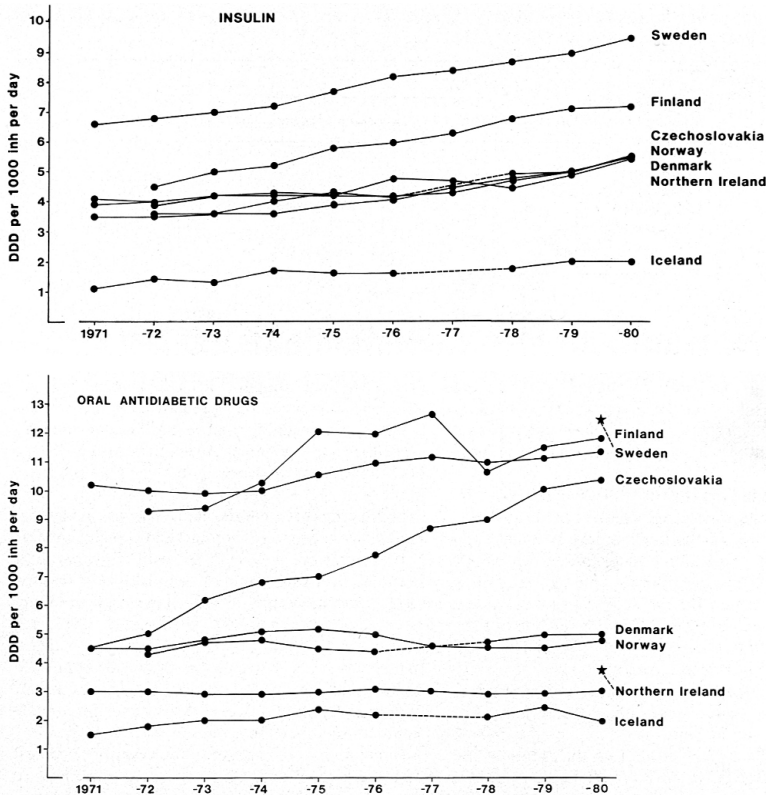 INSULIN
DDD per 1000 inh per day
10
9
8
7
6
5
4
3
2
1
Sweden
Finland
Czechoslovakia
Norway
Denmark
Northern Ireland
Iceland
1971 -72 -73 -74 -75 -76 -77 -78 -79 -80
ORAL ANTIDIABETIC DRUGS
DDD per 1000 inh per day
13
12
11
10
9
8
7
6
5
4
3
2
1
Finland
Sweden
Czechoslovakia
Denmark
Norway
Northern Ireland
Iceland
1971 -72 -73 -74 -75 -76 -77 -78 -79 -80